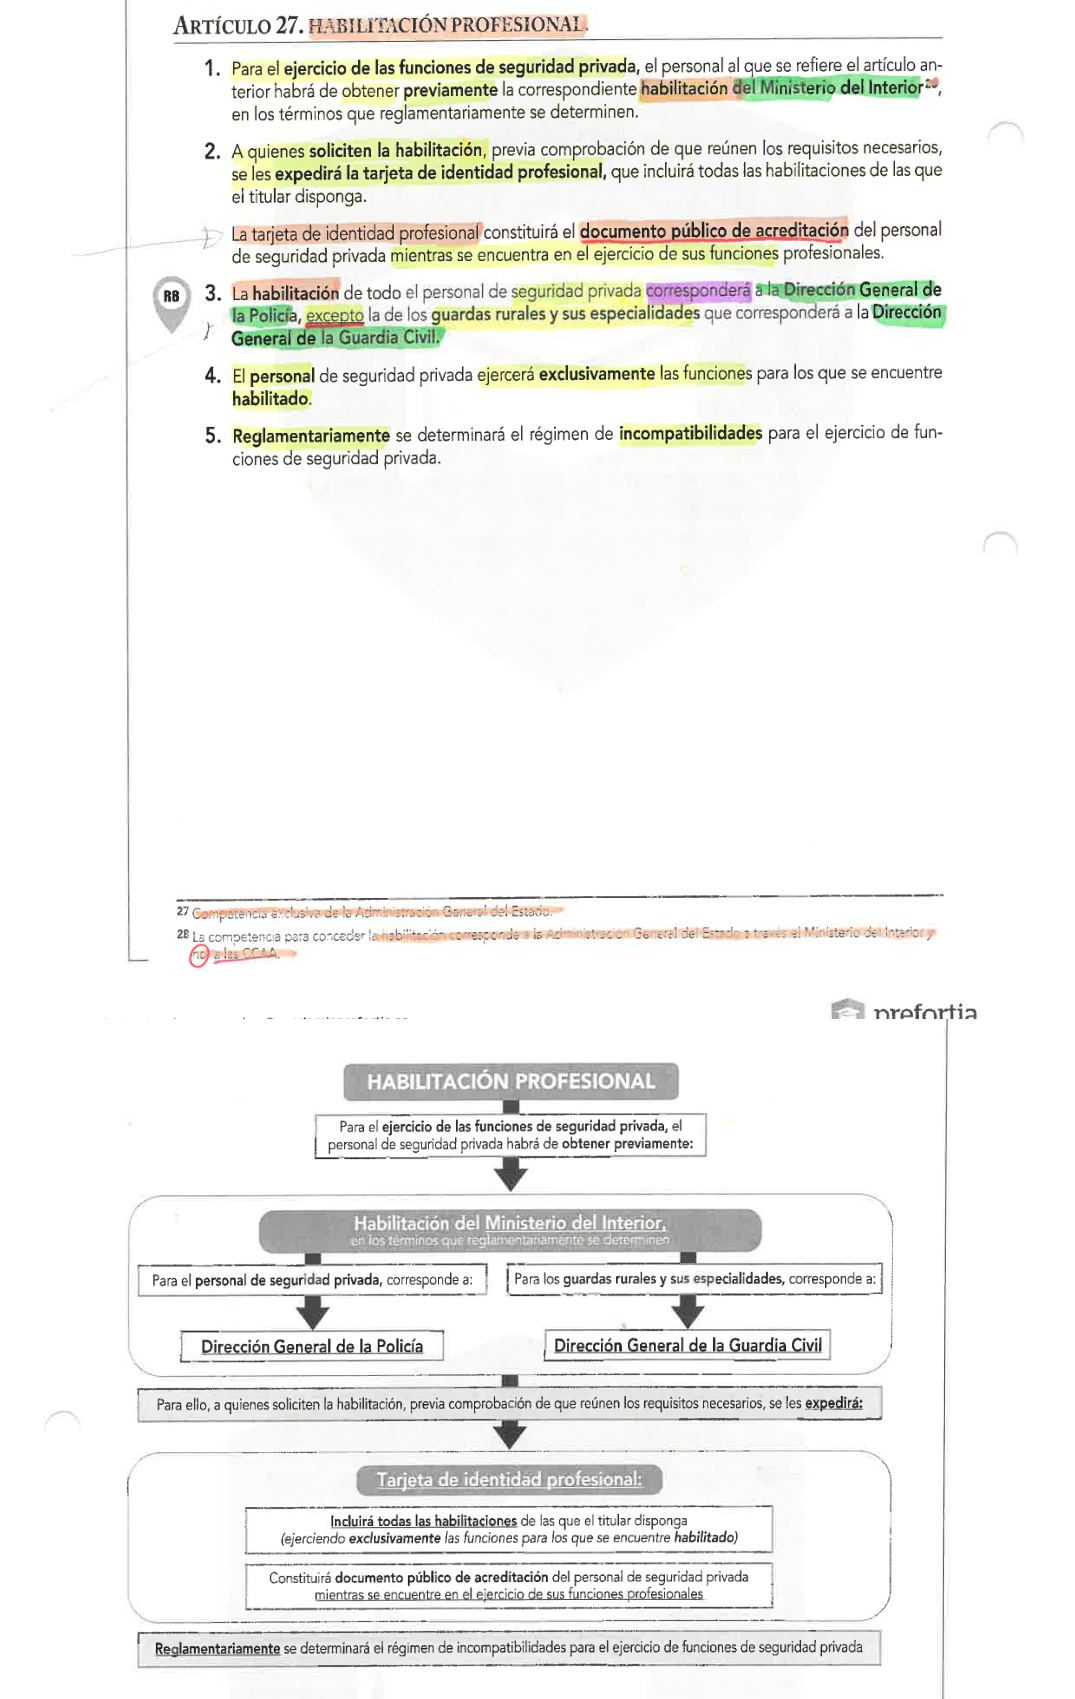 ARTÍCULO 27. HABILITACIÓN PROFESIONAL.
1. Para el ejercicio de las funciones de seguridad privada, el personal al que se refiere el artículo an-
terior habrá de obtener previamente la correspondiente habilitación del Ministerio del Interior28,
en los términos que reglamentariamente se determinen.
2. A quienes soliciten la habilitación, previa comprobación de que reúnen los requisitos necesarios,
se les expedirá la tarjeta de identidad profesional, que incluirá todas las habilitaciones de las que
el titular disponga.
La tarjeta de identidad profesional constituirá el documento público de acreditación del personal
de seguridad privada mientras se encuentra en el ejercicio de sus funciones profesionales.
R8
3. La habilitación de todo el personal de seguridad privada corresponderá a la Dirección General de
la Policía, excepto la de los guardas rurales y sus especialidades que corresponderá a la Dirección
General de la Guardia Civil.
4. El personal de seguridad privada ejercerá exclusivamente las funciones para los que se encuentre
habilitado.
5. Reglamentariamente se determinará el régimen de incompatibilidades para el ejercicio de fun-
ciones de seguridad privada.
27 Competencia exclusiva de la Administración General del Estado.
28 La competencia para conceder la habilitación corresponde a la Administración General del Estado a través el Ministerio del Interior y
no a las CCAA.
prefortia
HABILITACIÓN PROFESIONAL
Para el ejercicio de las funciones de seguridad privada, el
personal de seguridad privada habrá de obtener previamente:
Habilitación del Ministerio del Interior,
en los términos que reglamentariamente se determinen
Para el personal de seguridad privada, corresponde a:
Para los guardas rurales y sus especialidades, corresponde a:
Dirección General de la Policía
Dirección General de la Guardia Civil
Para ello, a quienes soliciten la habilitación, previa comprobación de que reúnen los requisitos necesarios, se les expedirá:
Tarjeta de identidad profesional:
Incluirá todas las habilitaciones de las que el titular disponga
(ejerciendo exclusivamente las funciones para los que se encuentre habilitado)
Constituirá documento público de acreditación del personal de seguridad privada
mientras se encuentre en el ejercicio de sus funciones profesionales
Reglamentariamente se determinará el régimen de incompatibilidades para el ejercicio de funciones de seguridad privada